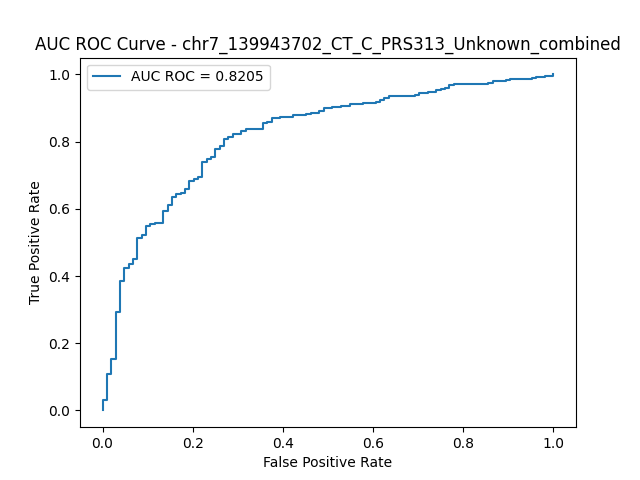 AUC ROC Curve - chr7_139943702_CT_C_PRS313_Unknown_combined
AUC ROC = 0.8205
1.0
0.8
0.6
0.4
0.2
0.0
True Positive Rate
0.0 0.2 0.4 0.6 0.8 1.0
False Positive Rate